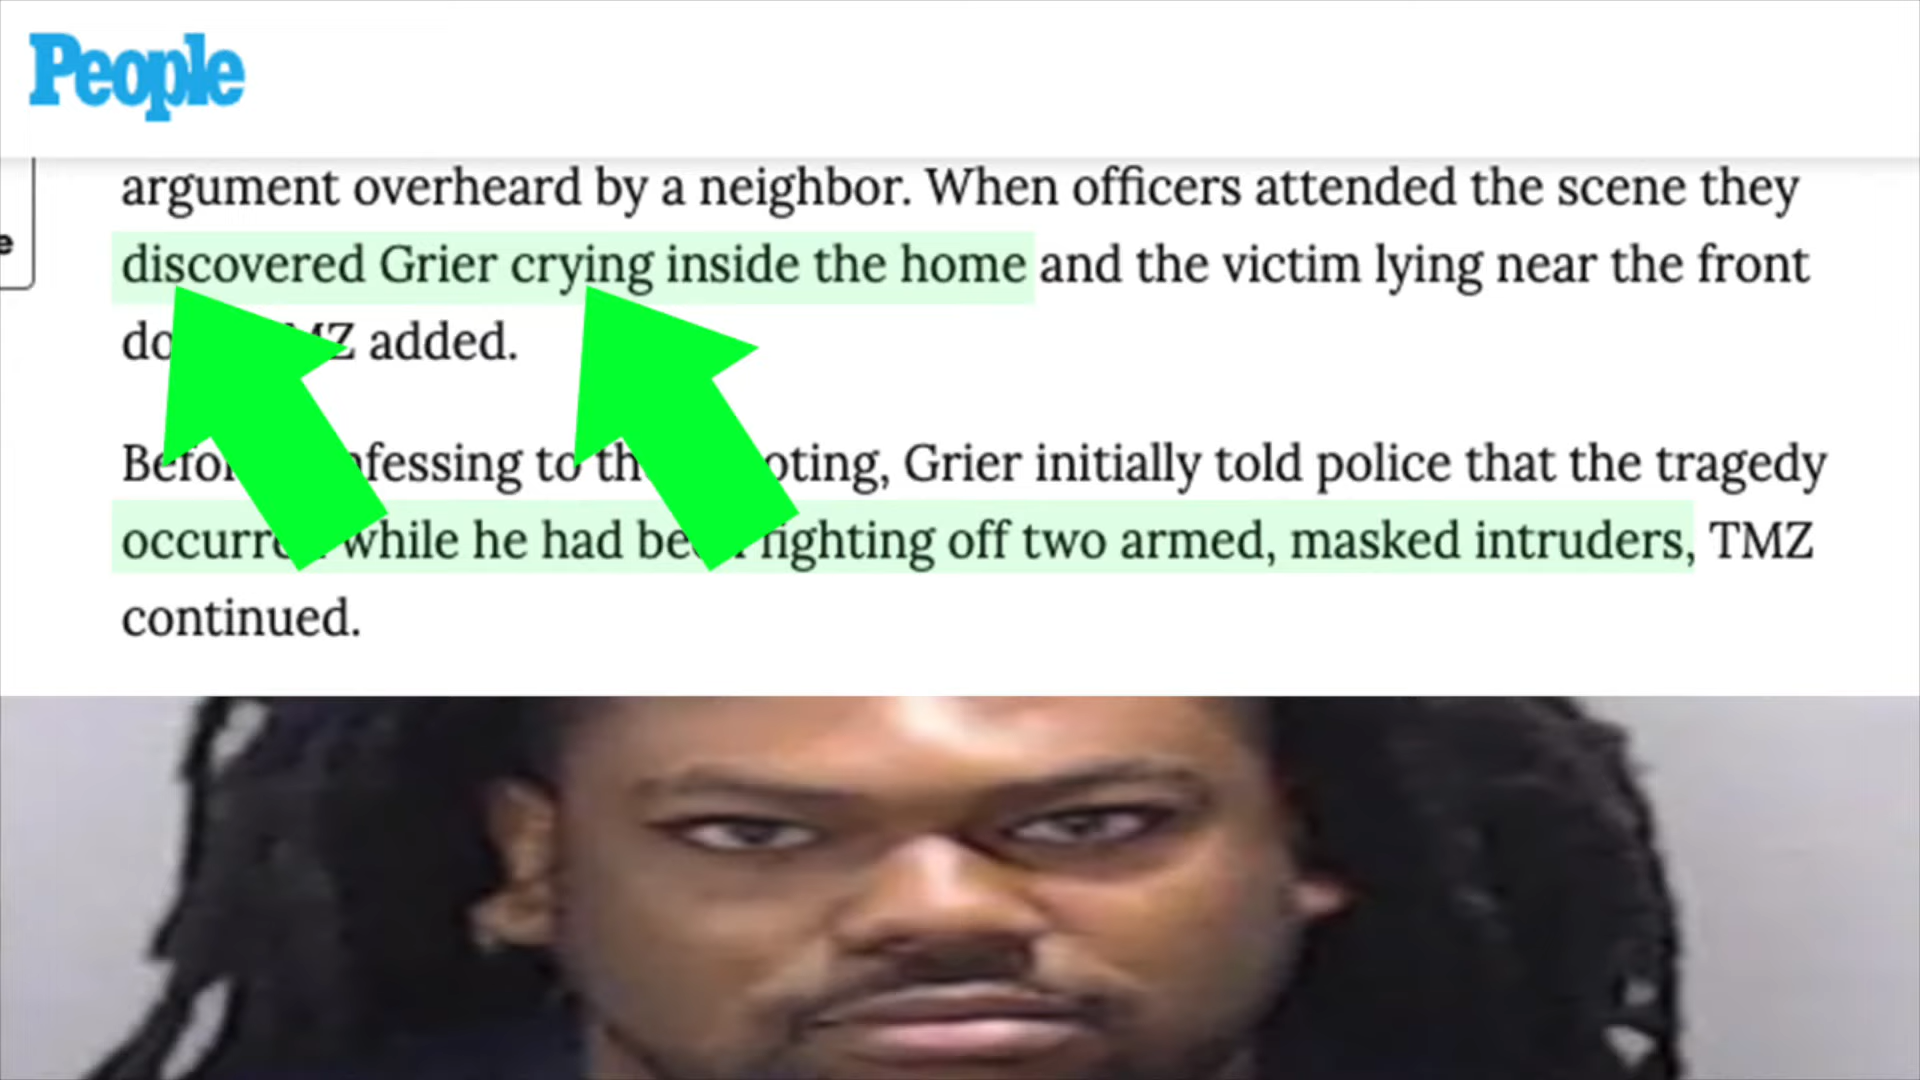 People
argument overheard by a neighbor. When officers attended the scene they
e
discovered Grier crying inside the home and the victim lying near the front
added.
to Grier initially told police that the tragedy
while he had fighting off two armed, masked intruders, TMZ
continued.